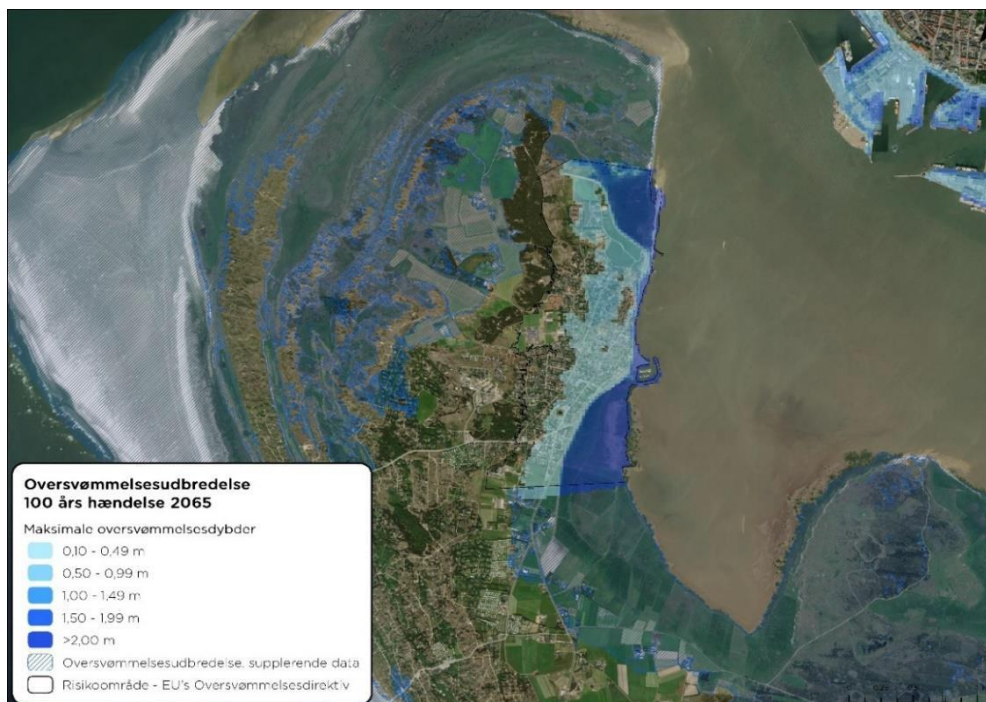 Oversvømmelsesudbredelse
100 års hændelse 2065
Maksimale oversvømmelsesdybder
0,10 - 0,49 m
0,50 - 0,99 m
1,00 - 1,49 m
1,50 - 1,99 m
>2,00 m
Oversvømmelsesudbredelse, supplerende data
Risikoområde - EU's Oversvømmelsesdirektiv